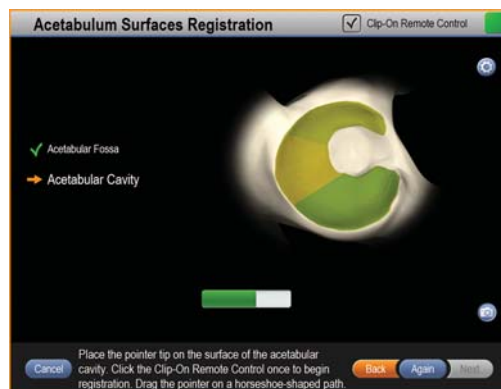 Acetabulum Surfaces Registration
Clip-On Remote Control
Acetabular Fossa
Acetabular Cavity
Place the pointer tip on the surface of the acetabular
cavity. Click the Clip-On Remote Control once to begin
registration. Drag the pointer on a horseshoe-shaped path.
Cancel
Back
Again
Next